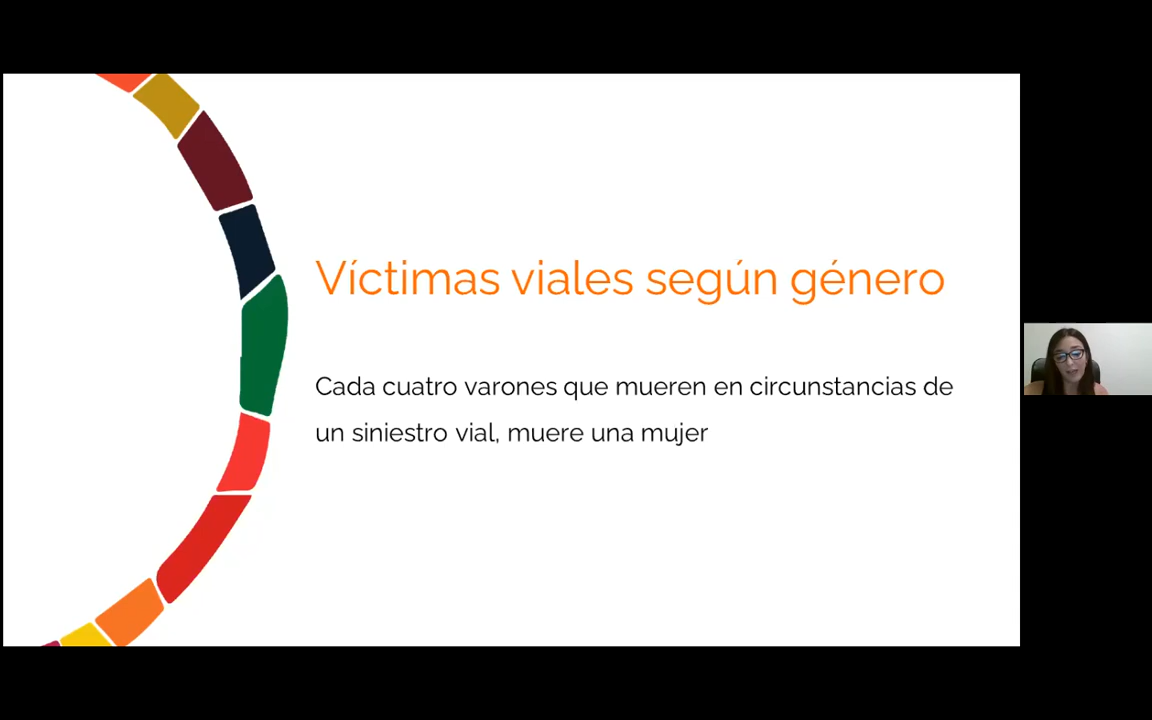 Víctimas viales según género
Cada cuatro varones que mueren en circunstancias de
un siniestro vial, muere una mujer